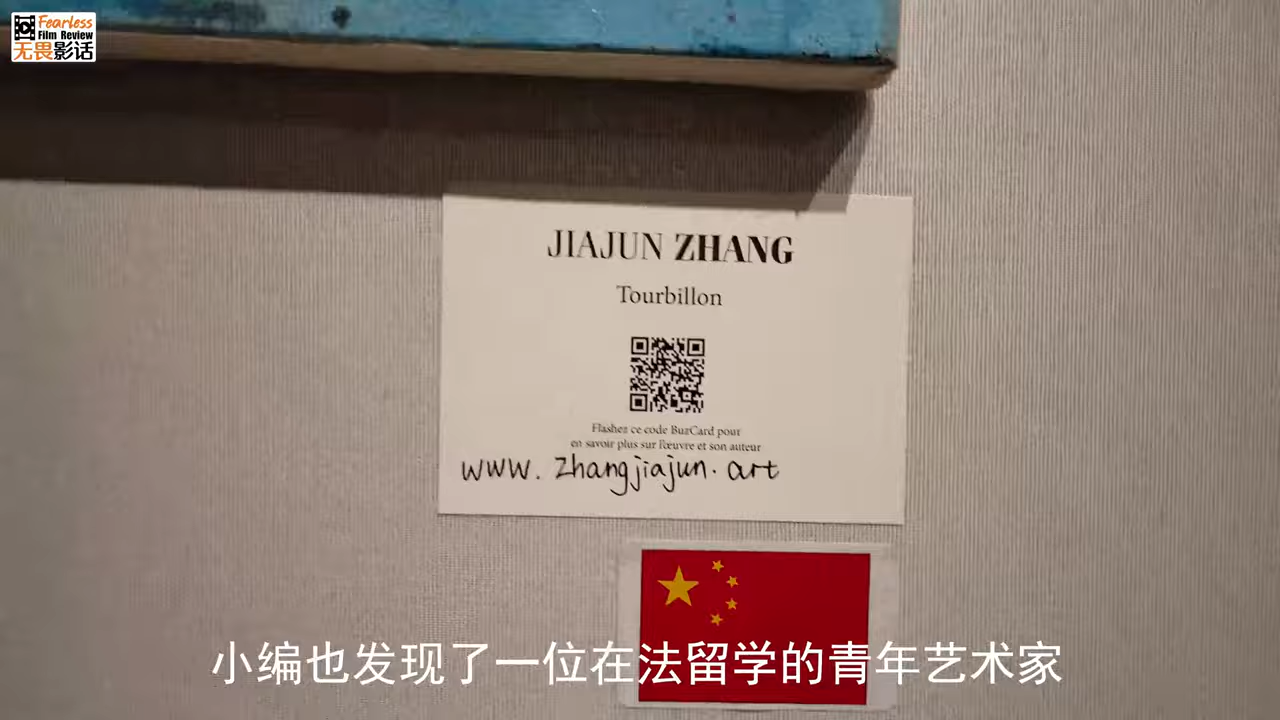 Fearless
Film Review
无畏影话
JIAJUN ZHANG
Tourbillon
Flashez ce code BuzCard pour
en savoir plus sur l'œuvre et son auteur
www.zhangjiajun.art
小编也发现了一位在法留学的青年艺术家